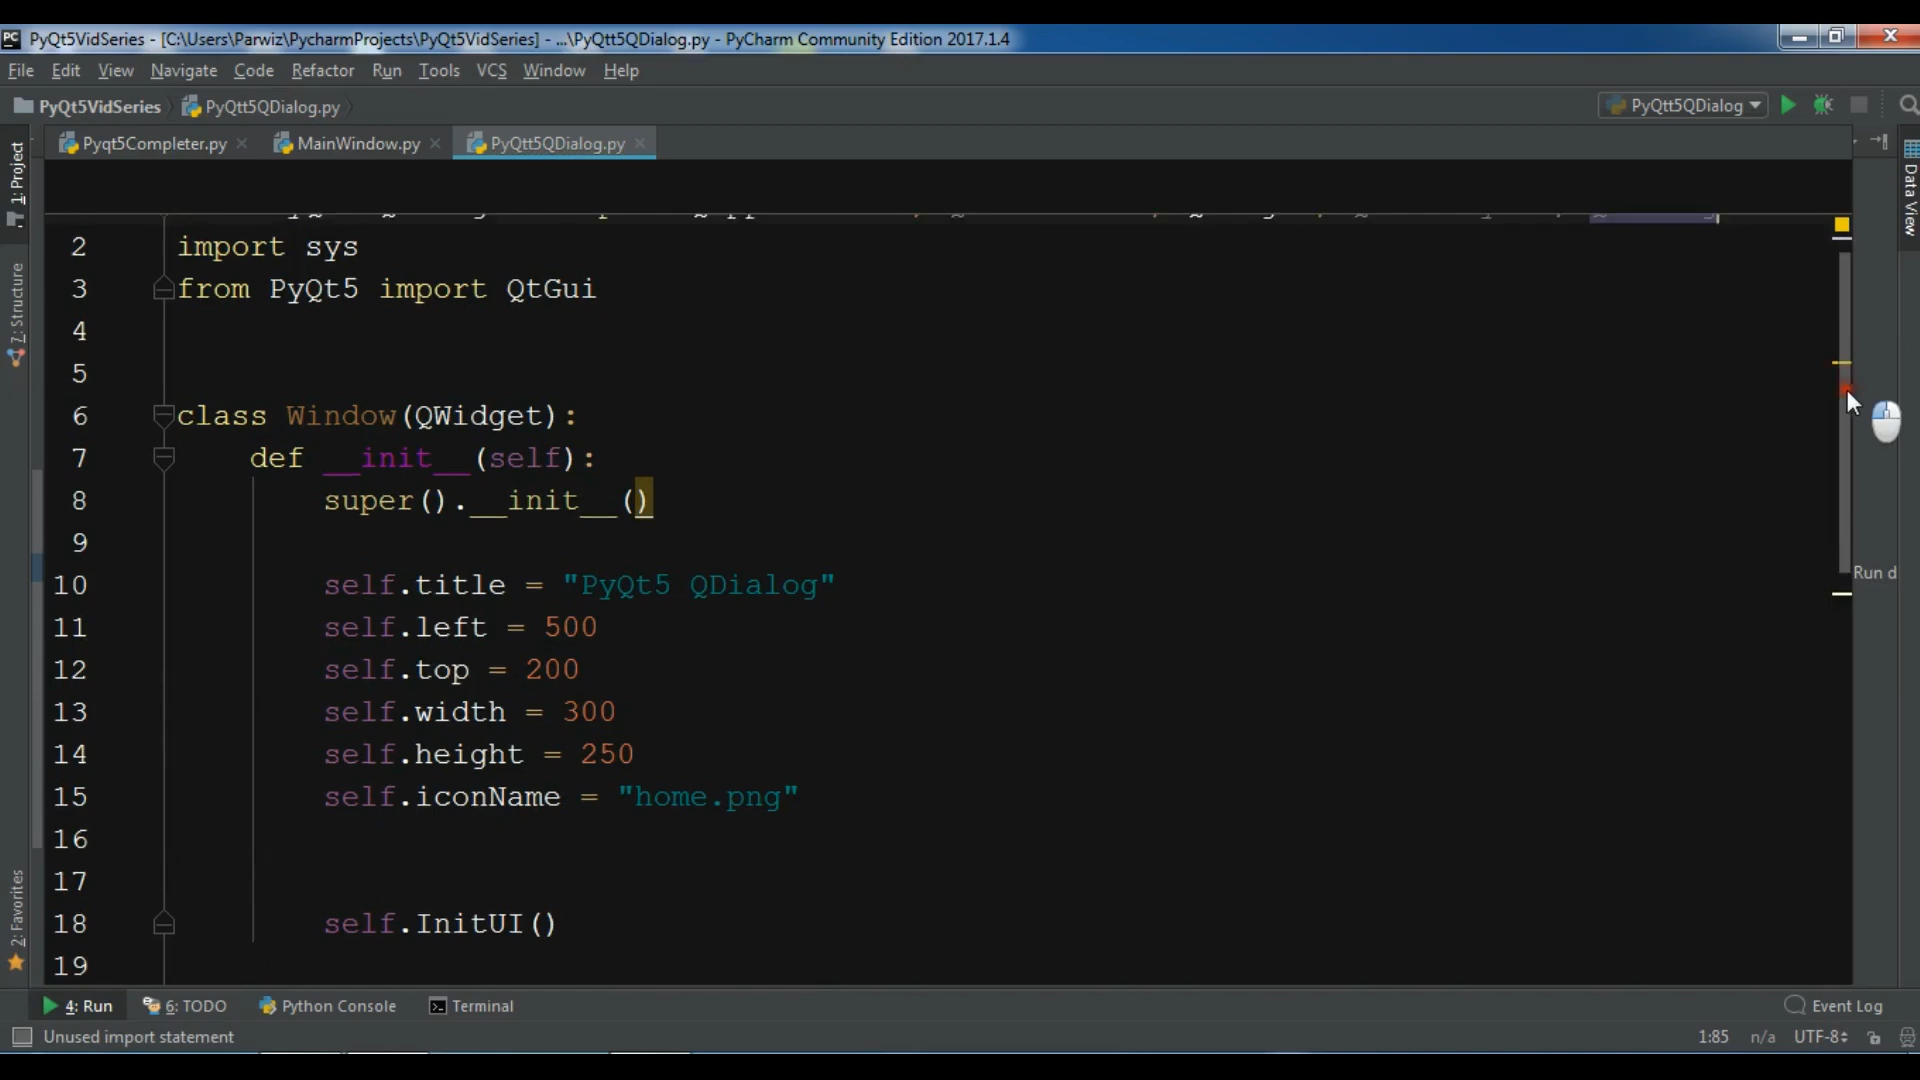 PyQt5VidSeries - [C:\Users\Parwiz\PycharmProjects\PyQt5VidSeries] - ...\PyQtt5QDialog.py - PyCharm Community Edition 2017.1.4
File Edit View Navigate Code Refactor Run Tools VCS Window Help
PyQt5VidSeries PyQtt5QDialog.py PyQtt5QDialog
Pyqt5Completer.py MainWindow.py PyQtt5QDialog.py
1: Project
7: Structure
2: Favorites
Data View
2 import sys
3 from PyQt5 import QtGui
4
5
6 class Window(QWidget):
7 def __init__(self):
8 super().__init__()
9
10 self.title = "PyQt5 QDialog"
11 self.left = 500
12 self.top = 200
13 self.width = 300
14 self.height = 250
15 self.iconName = "home.png"
16
17
18 self.InitUI()
19
Run d
4: Run 6: TODO Python Console Terminal Event Log
Unused import statement 1:85 n/a UTF-8